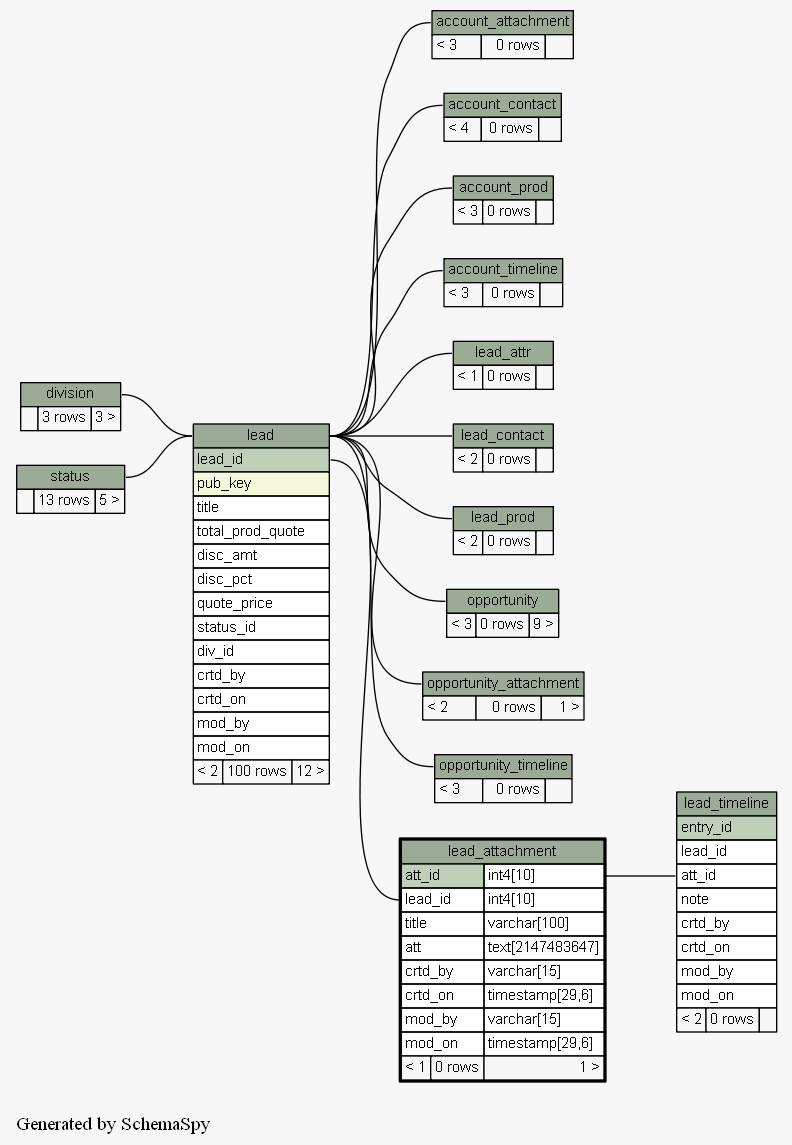 account_attachment
< 3 0 rows
account_contact
< 4 0 rows
account_prod
< 3 0 rows
account_timeline
< 3 0 rows
lead_attr
< 1 0 rows
division
3 rows 3 >
lead
lead_contact
lead_id
< 2 0 rows
status
pub_key
13 rows 5 >
title
lead_prod
total_prod_quote
< 2 0 rows
disc_amt
disc_pct
quote_price
opportunity
status_id
< 3 0 rows 9 >
div_id
crtd_by
opportunity_attachment
crtd_on
< 2 0 rows 1 >
mod_by
mod_on
opportunity_timeline
< 2 100 rows 12 >
< 3 0 rows
lead_timeline
entry_id
lead_id
att_id
note
crtd_by
crtd_on
mod_by
mod_on
< 2 0 rows
lead_attachment
att_id int4[10]
lead_id int4[10]
title varchar[100]
att text[2147483647]
crtd_by varchar[15]
crtd_on timestamp[29,6]
mod_by varchar[15]
mod_on timestamp[29,6]
< 1 0 rows 1 >
Generated by SchemaSpy